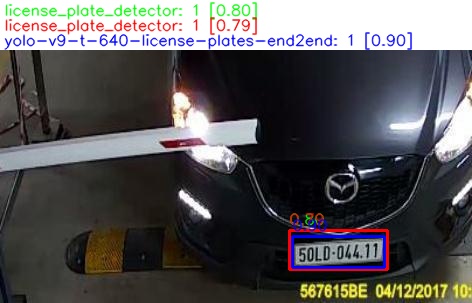 license_plate_detector: 1 [0.80]
license_plate_detector: 1 [0.79]
yolo-v9-t-640-license-plates-end2end: 1 [0.90]
0.80
50LD-044.11
567615BE 04/12/2017 10: